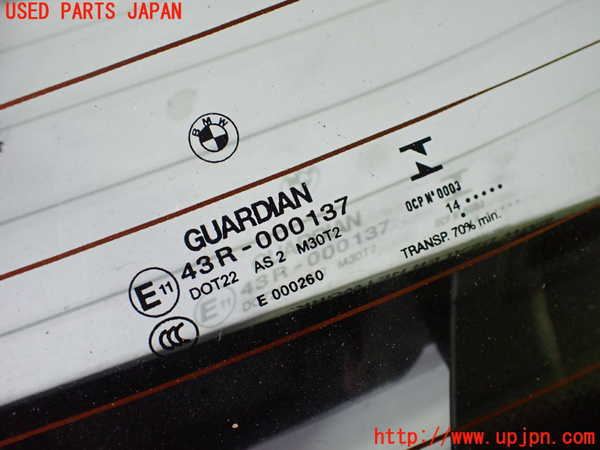 USED PARTS JAPAN
BMW
GUARDIAN
43R-000137
E11
DOT22 AS2 M30T2
E 000260
CCC
OCP N° 0003
14 .....
TRANSP. 70% min.
http://www.upjpn.com/